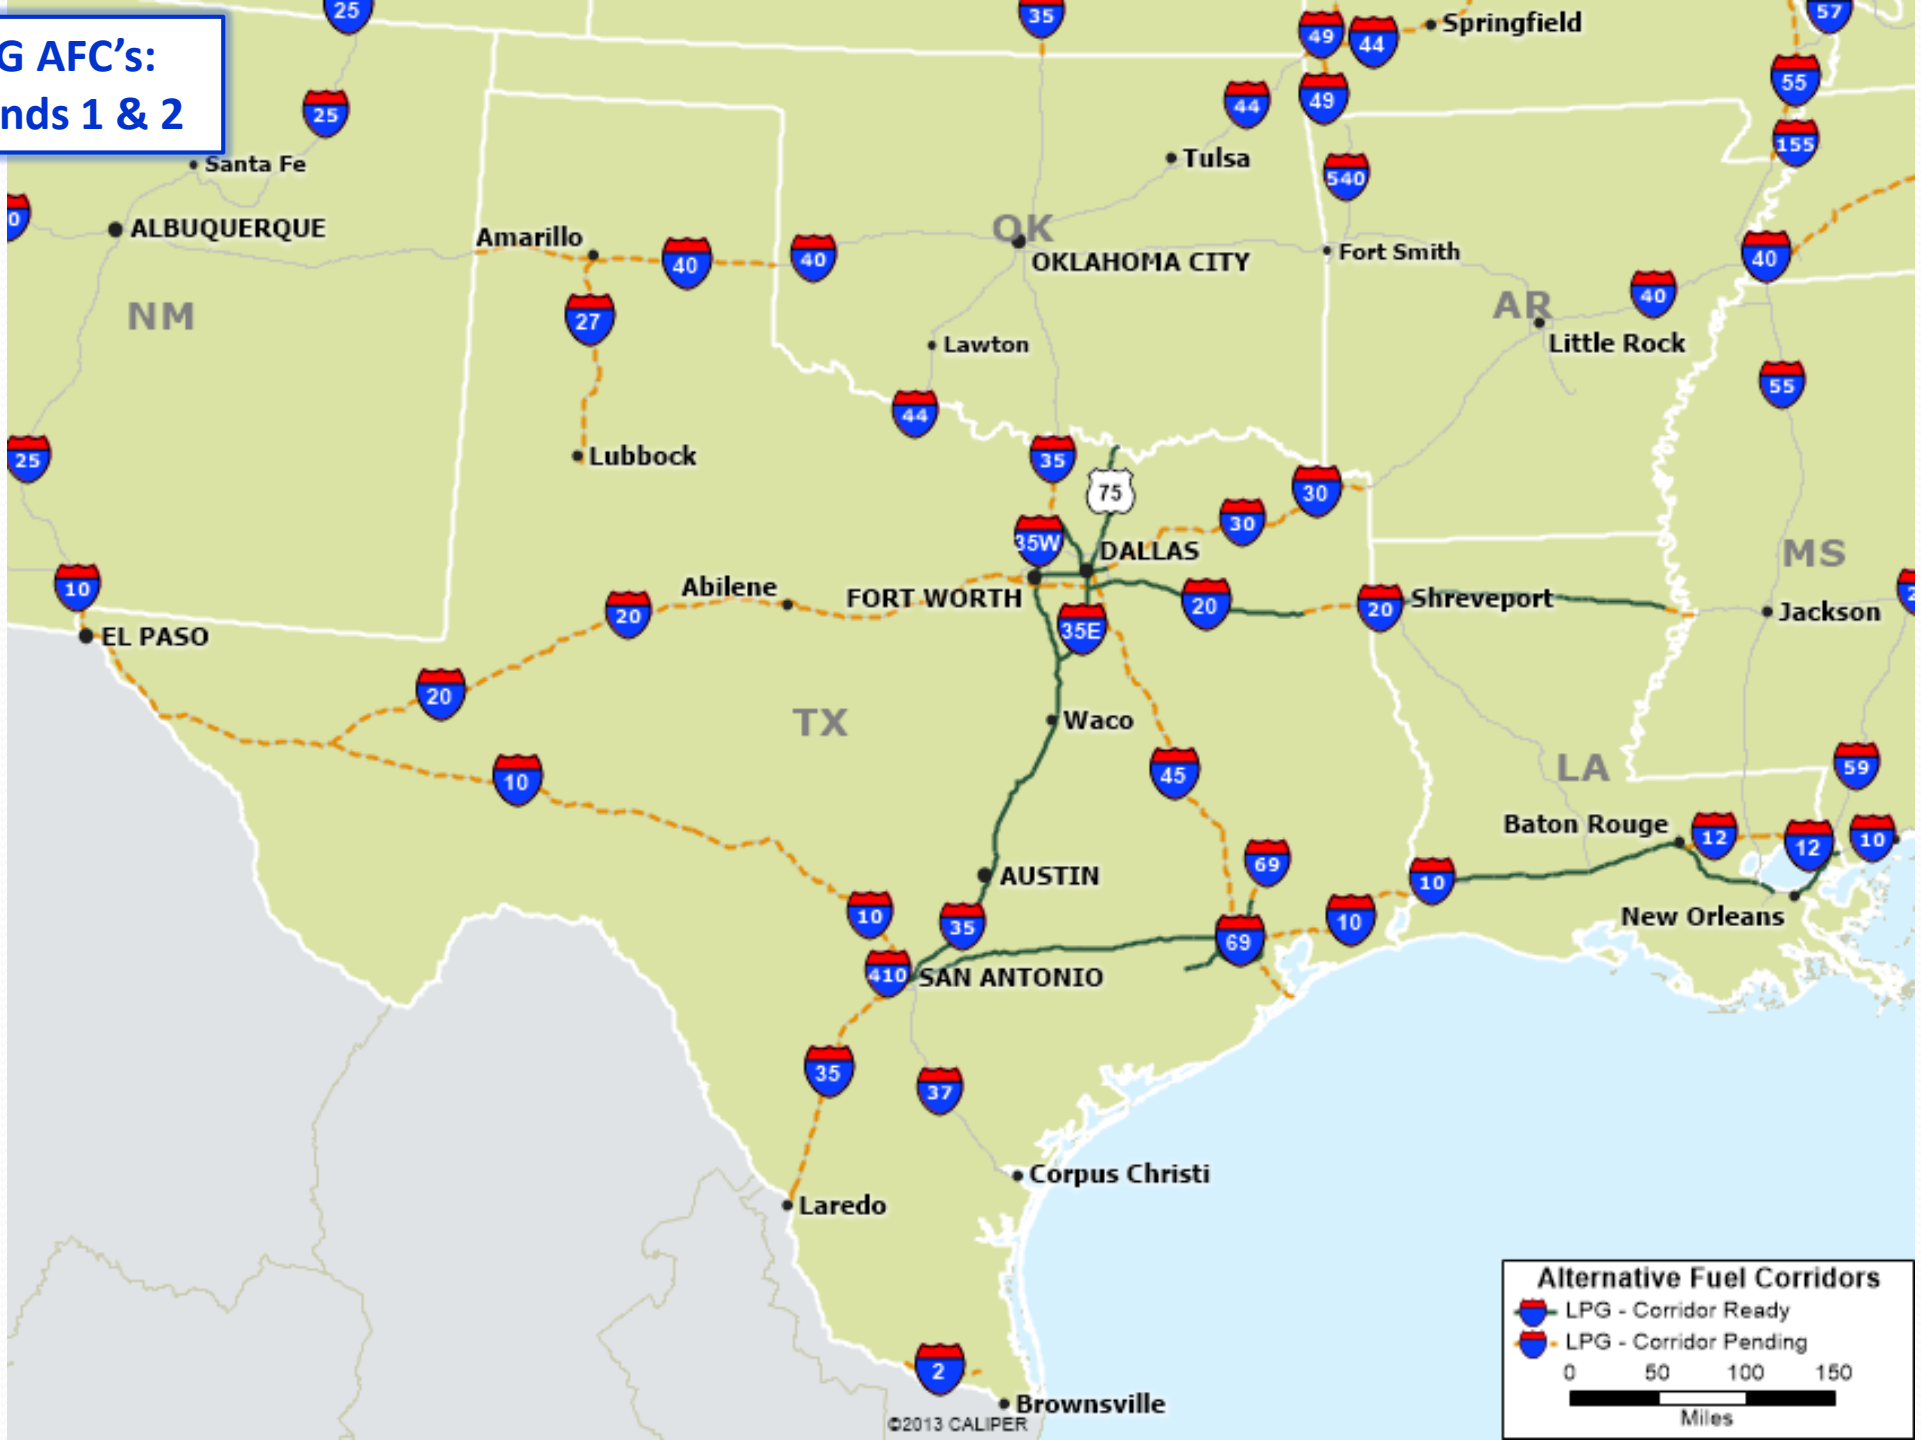 G AFC's:
nds 1 & 2
25
35
49
44
Springfield
57
25
44
49
55
155
Santa Fe
Tulsa
540
0
ALBUQUERQUE
Amarillo
40
40
OK
OKLAHOMA CITY
Fort Smith
40
NM
27
AR
40
Little Rock
Lawton
55
44
25
Lubbock
35
75
30
30
35W
DALLAS
MS
10
Abilene
FORT WORTH
20
20
20
Shreveport
Jackson
2
EL PASO
35E
20
TX
Waco
10
45
LA
59
Baton Rouge
12
12
10
69
AUSTIN
10
10
35
10
69
New Orleans
410
SAN ANTONIO
35
37
Corpus Christi
Laredo
2
Brownsville
©2013 CALIPER
Alternative Fuel Corridors
LPG - Corridor Ready
LPG - Corridor Pending
0 50 100 150
Miles